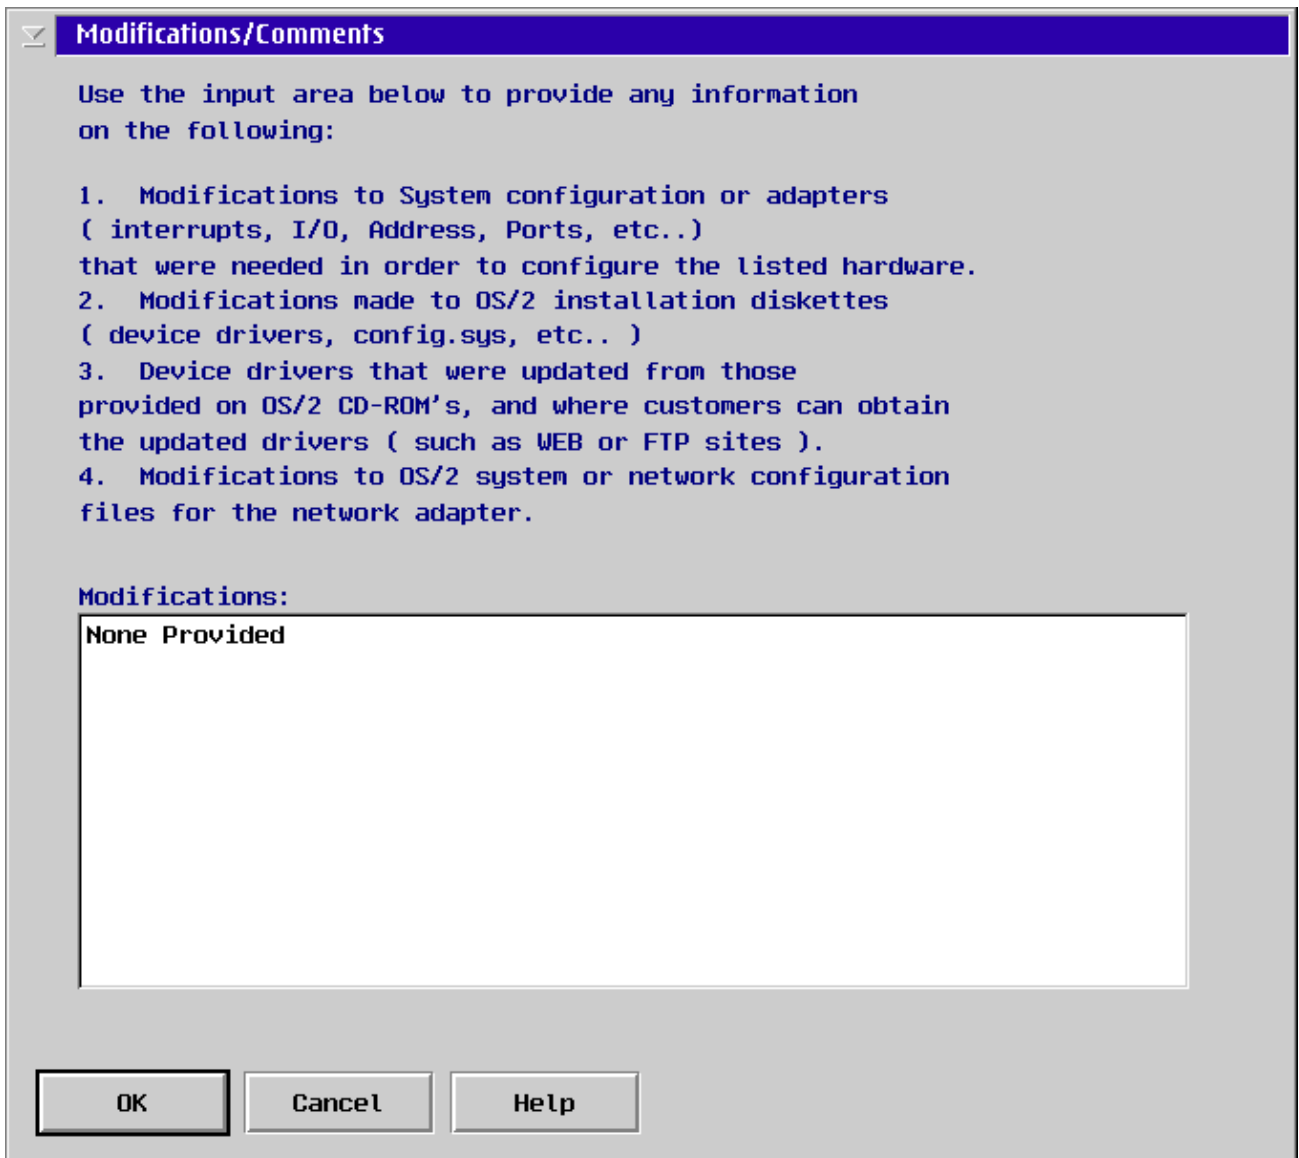 Modifications/Comments
Use the input area below to provide any information
on the following:
1.  Modifications to System configuration or adapters
( interrupts, I/O, Address, Ports, etc..)
that were needed in order to configure the listed hardware.
2.  Modifications made to OS/2 installation diskettes
( device drivers, config.sys, etc.. )
3.  Device drivers that were updated from those
provided on OS/2 CD-ROM's, and where customers can obtain
the updated drivers ( such as WEB or FTP sites ).
4.  Modifications to OS/2 system or network configuration
files for the network adapter.
Modifications:
None Provided
OK Cancel Help